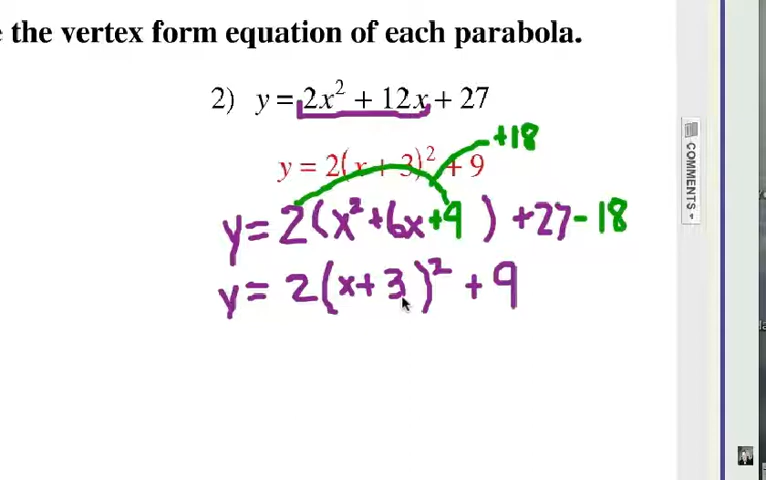 the vertex form equation of each parabola.
2) y = 2x² + 12x + 27
+18
y = 2(x + 3)² + 9
y = 2(x² + 6x + 9 ) + 27 - 18
y = 2(x + 3)² + 9
COMMENTS